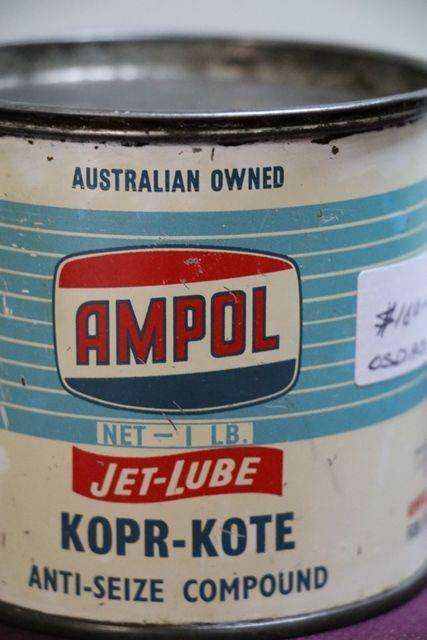 AUSTRALIAN OWNED
AMPOL
NET – 1 LB.
JET-LUBE
KOPR-KOTE
ANTI-SEIZE COMPOUND